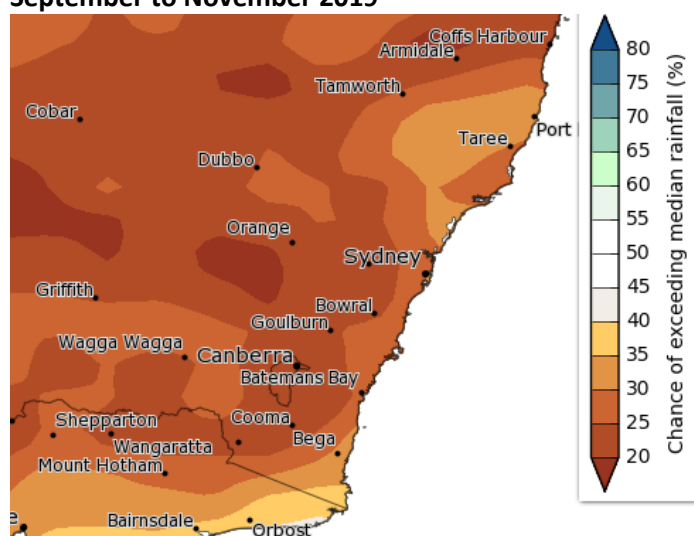 September to November 2019
Coffs Harbour
Armidale
Tamworth
Cobar
Port
Taree
Dubbo
Orange
Sydney
Griffith
Bowral
Goulburn
Wagga Wagga
Canberra
Batemans Bay
Shepparton
Cooma
Wangaratta
Bega
Mount Hotham
e
Bairnsdale
Orbost
80
75
70
65
60
55
50
45
40
35
30
25
20
Chance of exceeding median rainfall (%)